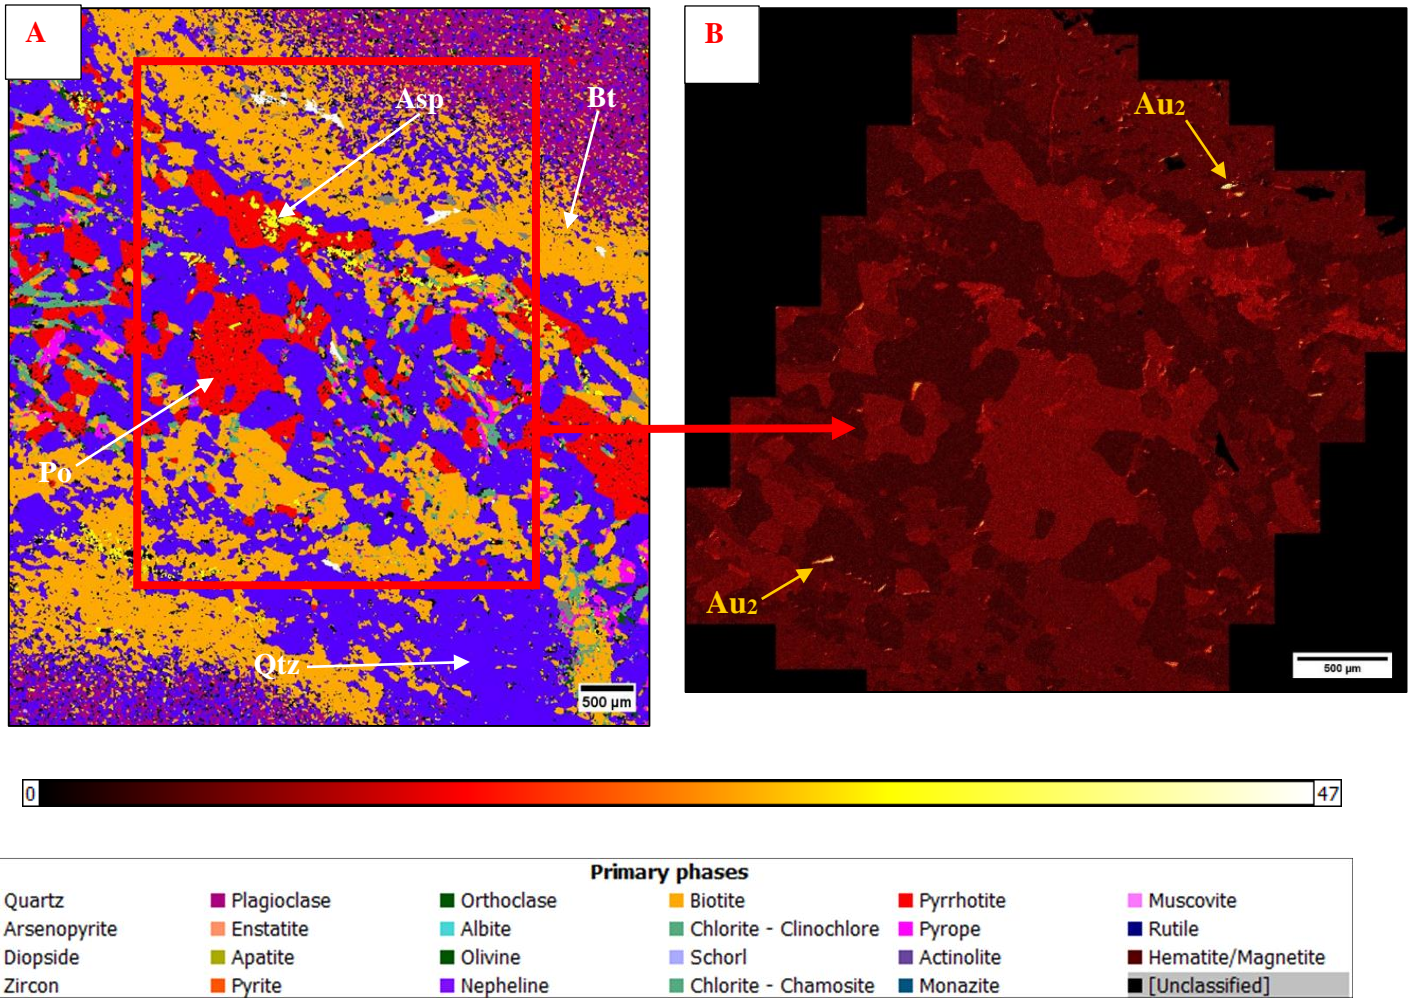 A
B
Asp
Bt
Au2
Po
Au2
Qtz
500 µm
500 µm
0
47
Primary phases
Quartz Plagioclase Orthoclase Biotite Pyrrhotite Muscovite
Arsenopyrite Enstatite Albite Chlorite - Clinochlore Pyrope Rutile
Diopside Apatite Olivine Schorl Actinolite Hematite/Magnetite
Zircon Pyrite Nepheline Chlorite - Chamosite Monazite [Unclassified]